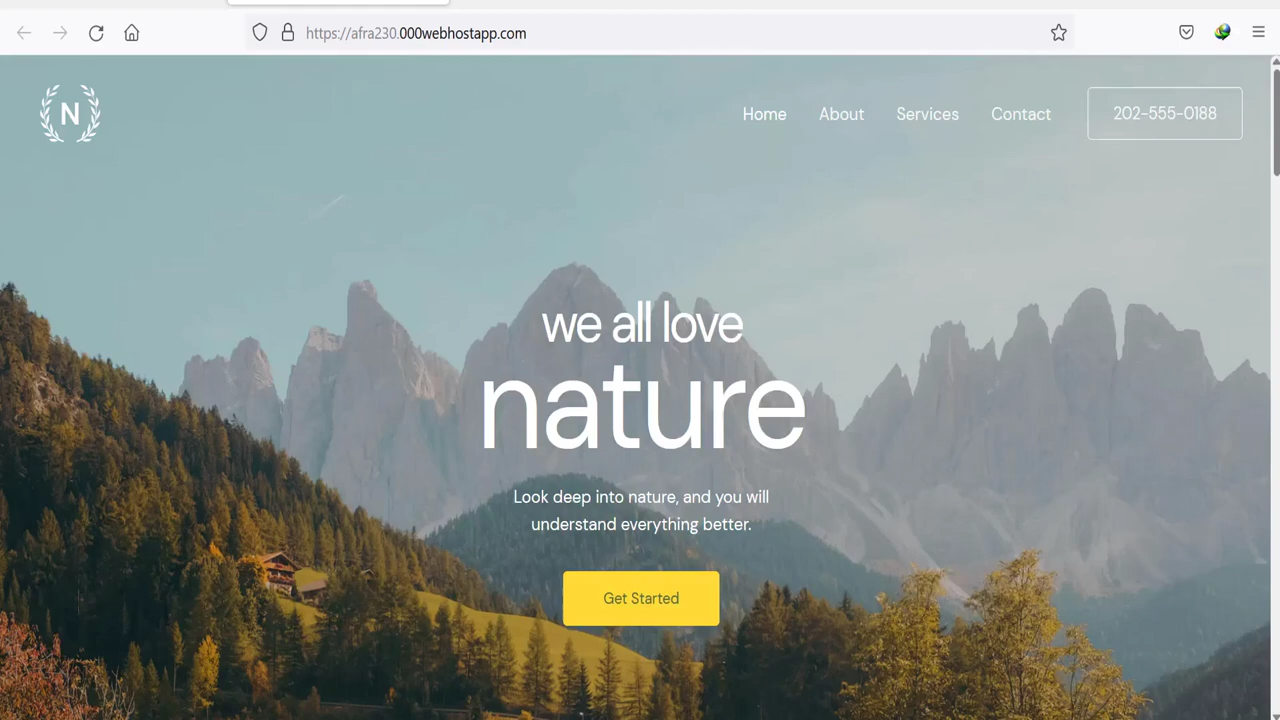 https://afra230.000webhostapp.com
N
Home About Services Contact 202-555-0188
we all love
nature
Look deep into nature, and you will
understand everything better.
Get Started